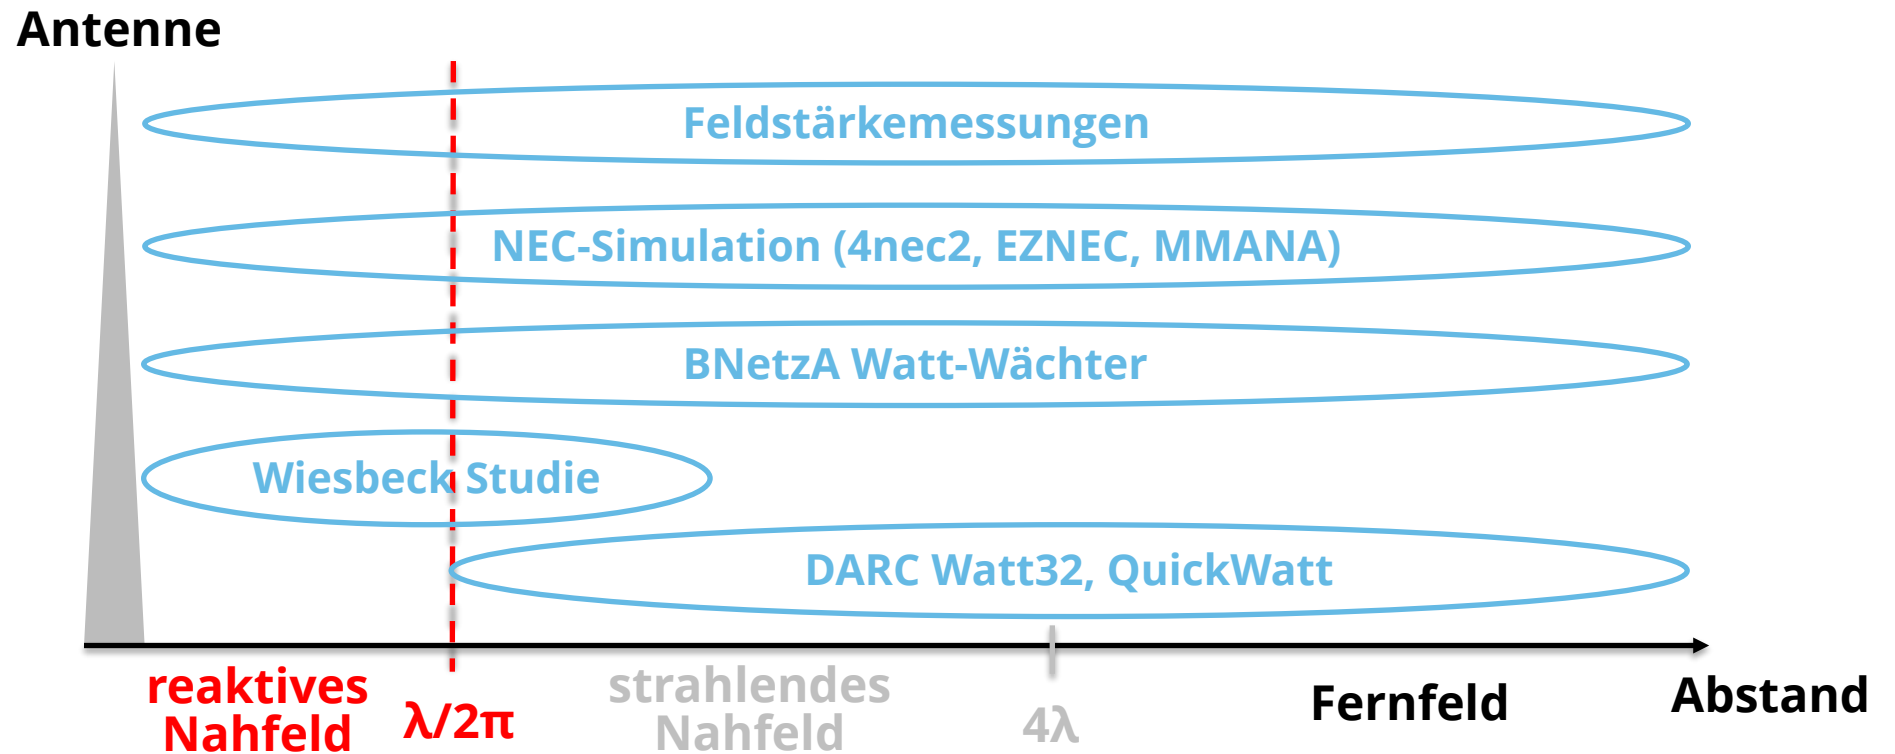 Antenne
Feldstärkemessungen
NEC-Simulation (4nec2, EZNEC, MMANA)
BNetzA Watt-Wächter
Wiesbeck Studie
DARC Watt32, QuickWatt
reaktives
Nahfeld
λ/2π
strahlendes
Nahfeld
4λ
Fernfeld
Abstand